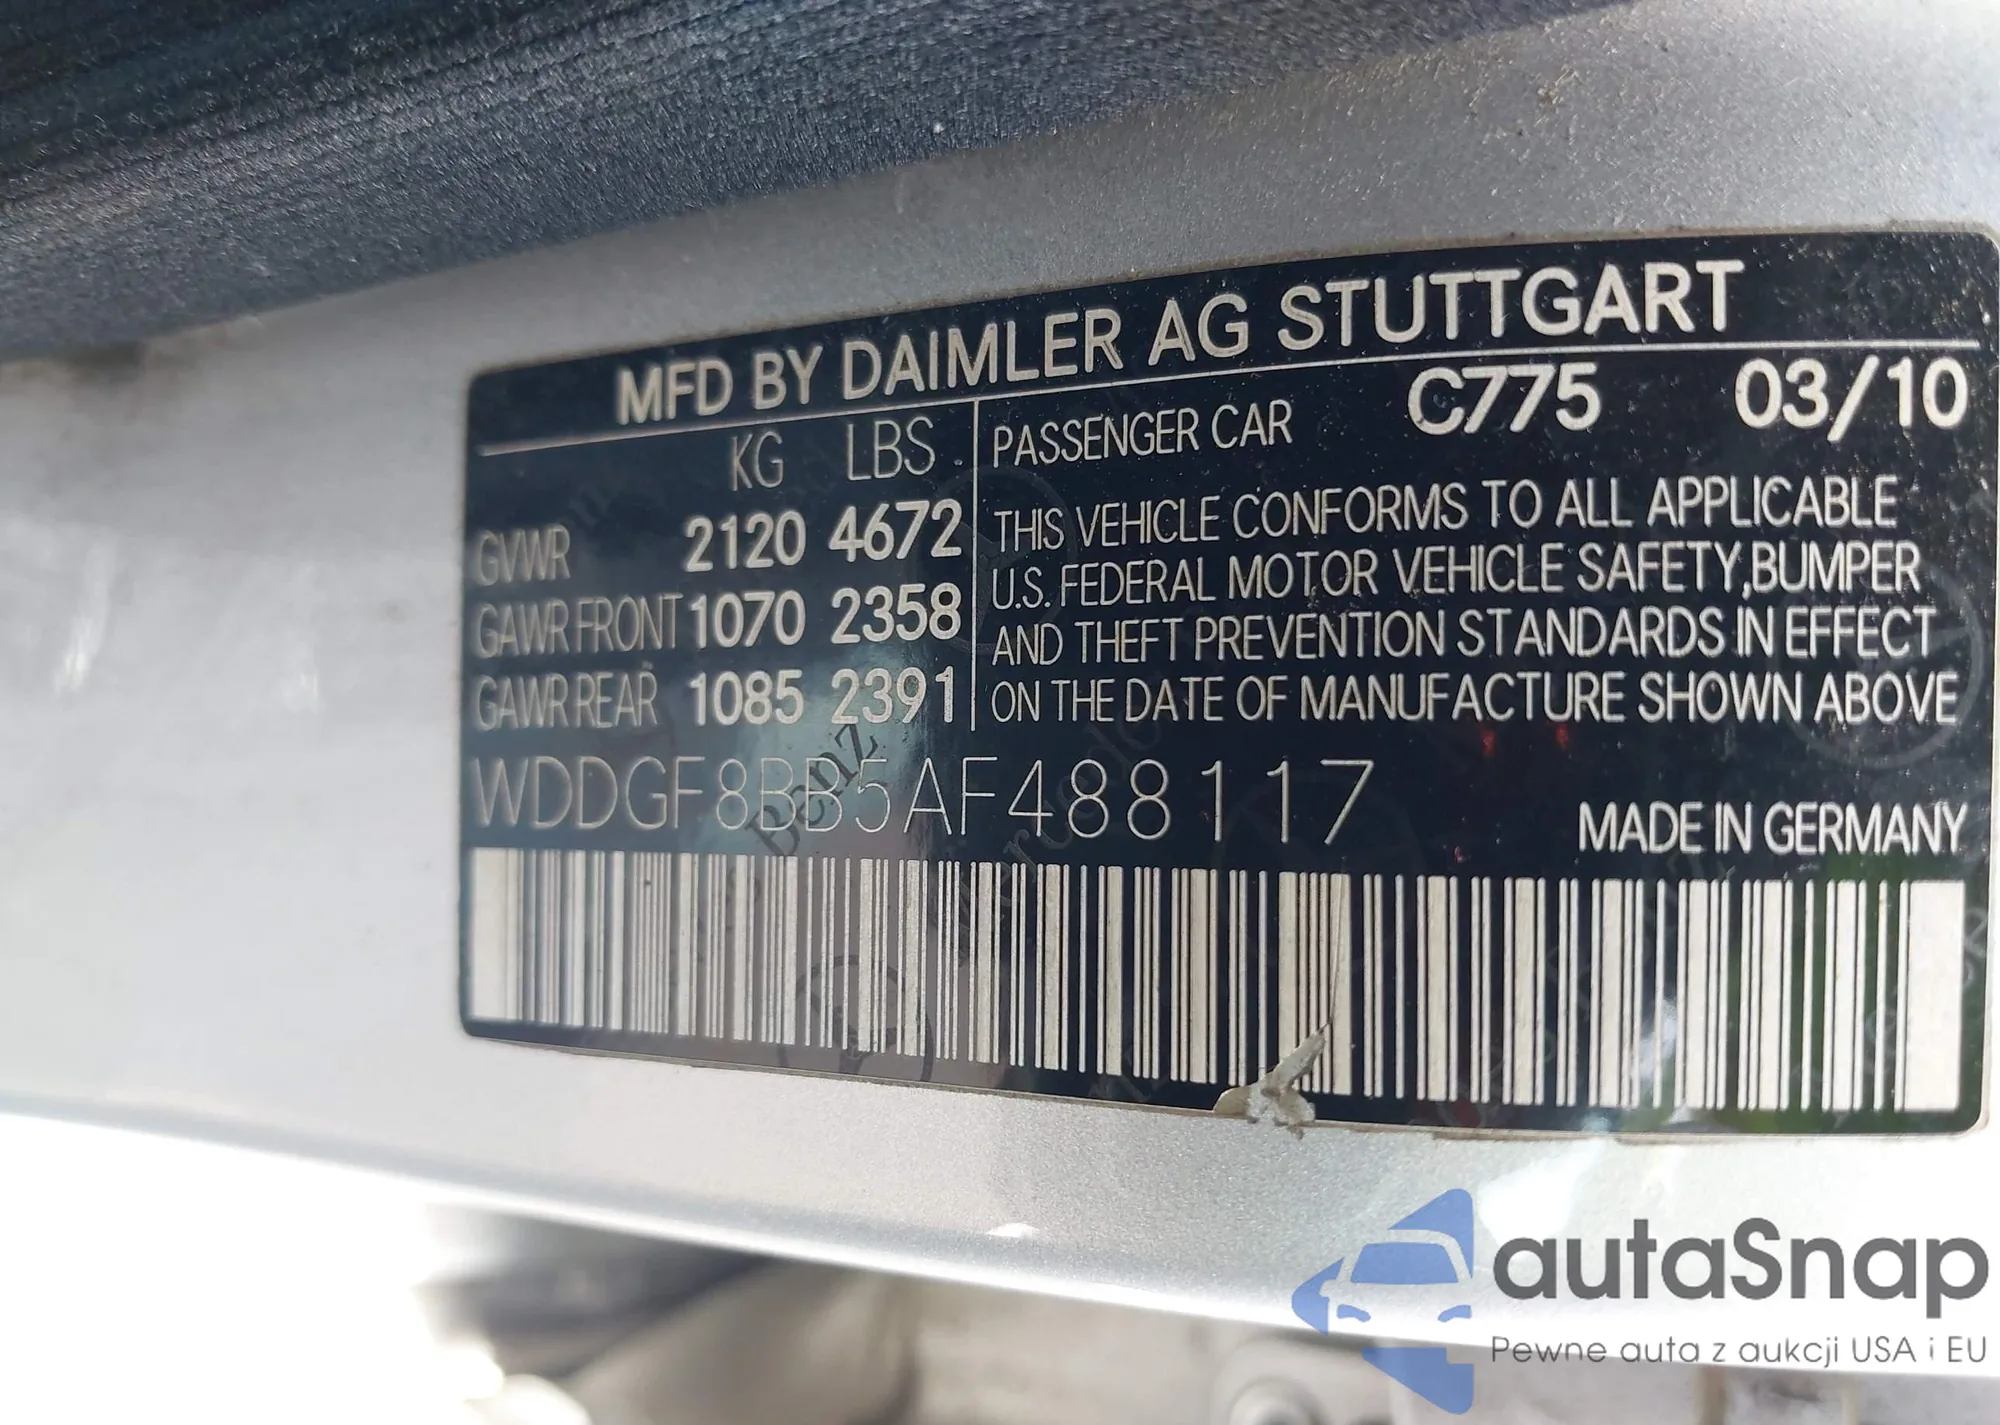 MFD BY DAIMLER AG STUTTGART
KG LBS
GVWR 2120 4672
GAWR FRONT 1070 2358
GAWR REAR 1085 2391
PASSENGER CAR C775 03/10
THIS VEHICLE CONFORMS TO ALL APPLICABLE
U.S. FEDERAL MOTOR VEHICLE SAFETY,BUMPER
AND THEFT PREVENTION STANDARDS IN EFFECT
ON THE DATE OF MANUFACTURE SHOWN ABOVE
WDDGF8BB5AF488117
MADE IN GERMANY
autaSnap
Pewne auta z aukcji USA i EU